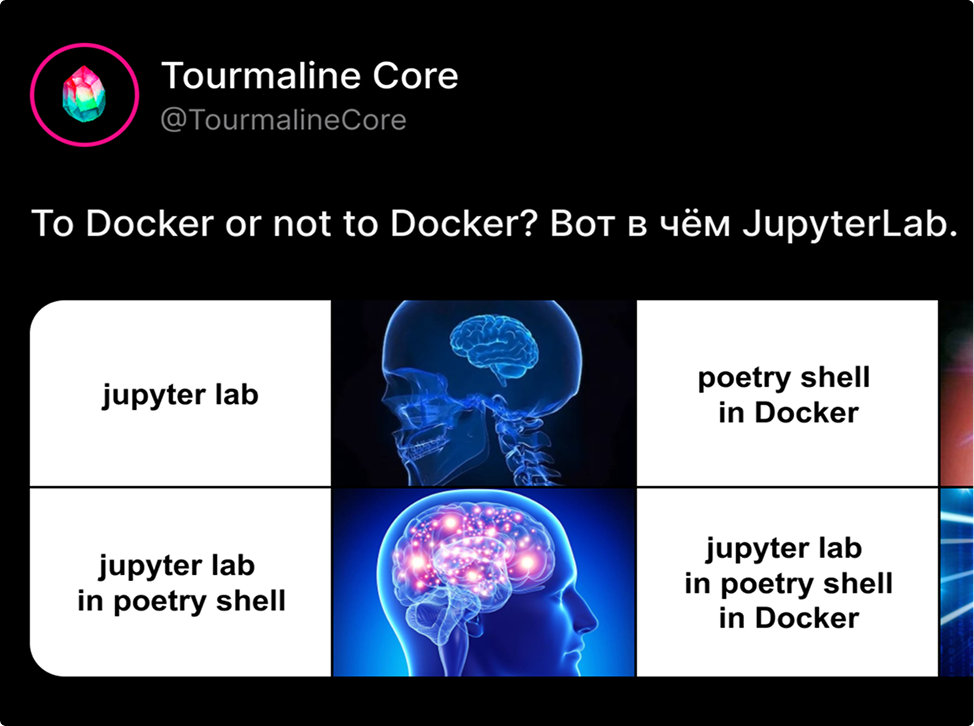 Tourmaline Core
@TourmalineCore
To Docker or not to Docker? Вот в чём JupyterLab.
jupyter lab
poetry shell
in Docker
jupyter lab
in poetry shell
jupyter lab
in poetry shell
in Docker